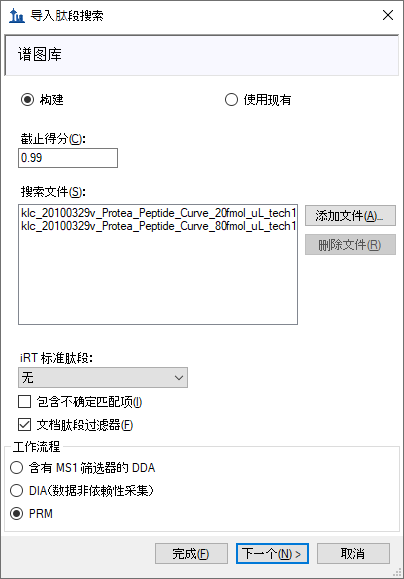 导入肽段搜索
谱图库
构建
使用现有
截止得分(C):
0.99
搜索文件(S):
klc_20100329v_Protea_Peptide_Curve_20fmol_uL_tech1
klc_20100329v_Protea_Peptide_Curve_80fmol_uL_tech1
添加文件(A)...
删除文件(R)
iRT 标准肽段:
无
包含不确定匹配项(I)
文档肽段过滤器(F)
工作流程
含有 MS1 筛选器的 DDA
DIA(数据非依赖性采集)
PRM
完成(F)
下一个(N) >
取消